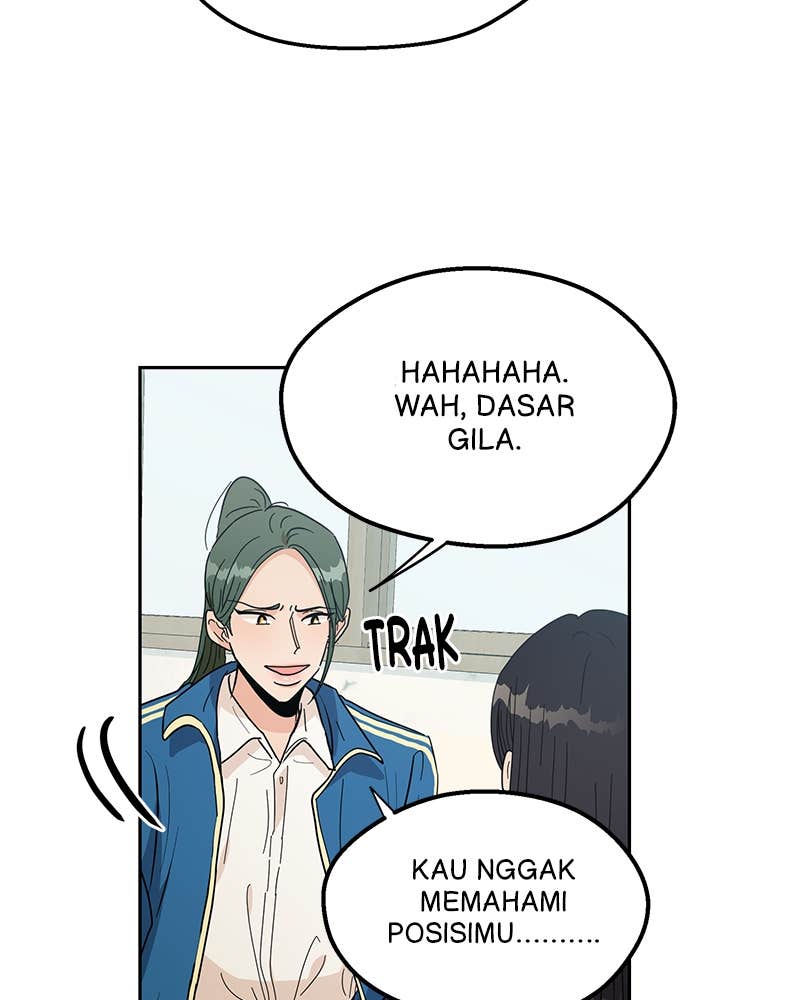 HAHAHAHA.
WAH, DASAR
GILA.
TRAK
KAU NGGAK
MEMAHAMI
POSISIMU..........